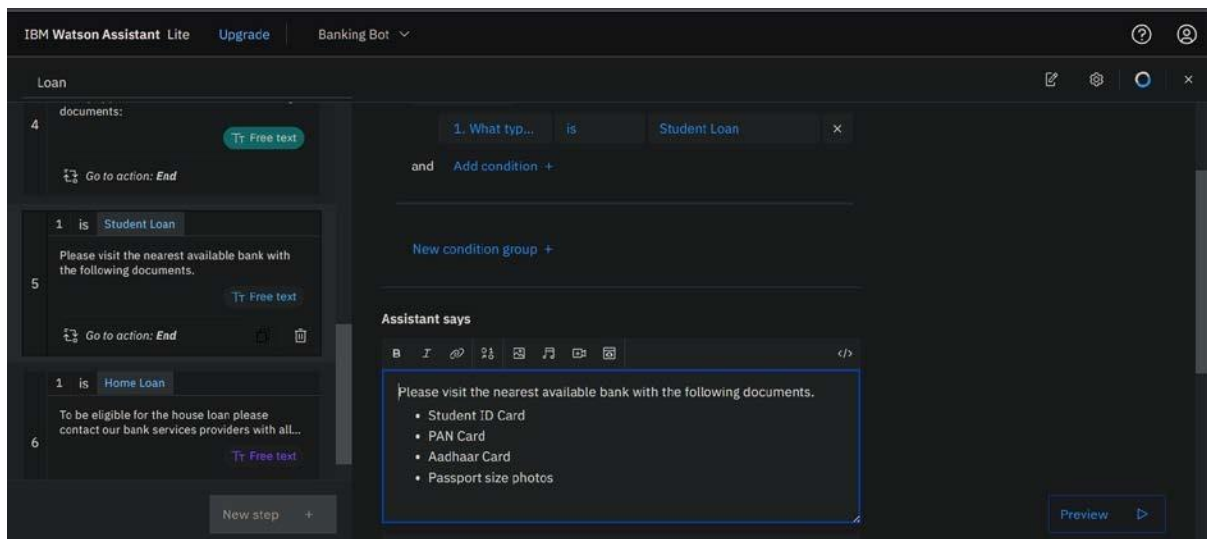 IBM Watson Assistant Lite Upgrade Banking Bot
Loan
documents:
4
Free text
Go to action: End
1 is Student Loan
Please visit the nearest available bank with
the following documents.
5
Free text
Go to action: End
1 is Home Loan
To be eligible for the house loan please
contact our bank services providers with all...
6
Free text
New step +
1. What typ... is Student Loan
and Add condition +
New condition group +
Assistant says
B I </>
Please visit the nearest available bank with the following documents.
• Student ID Card
• PAN Card
• Aadhaar Card
• Passport size photos
Preview